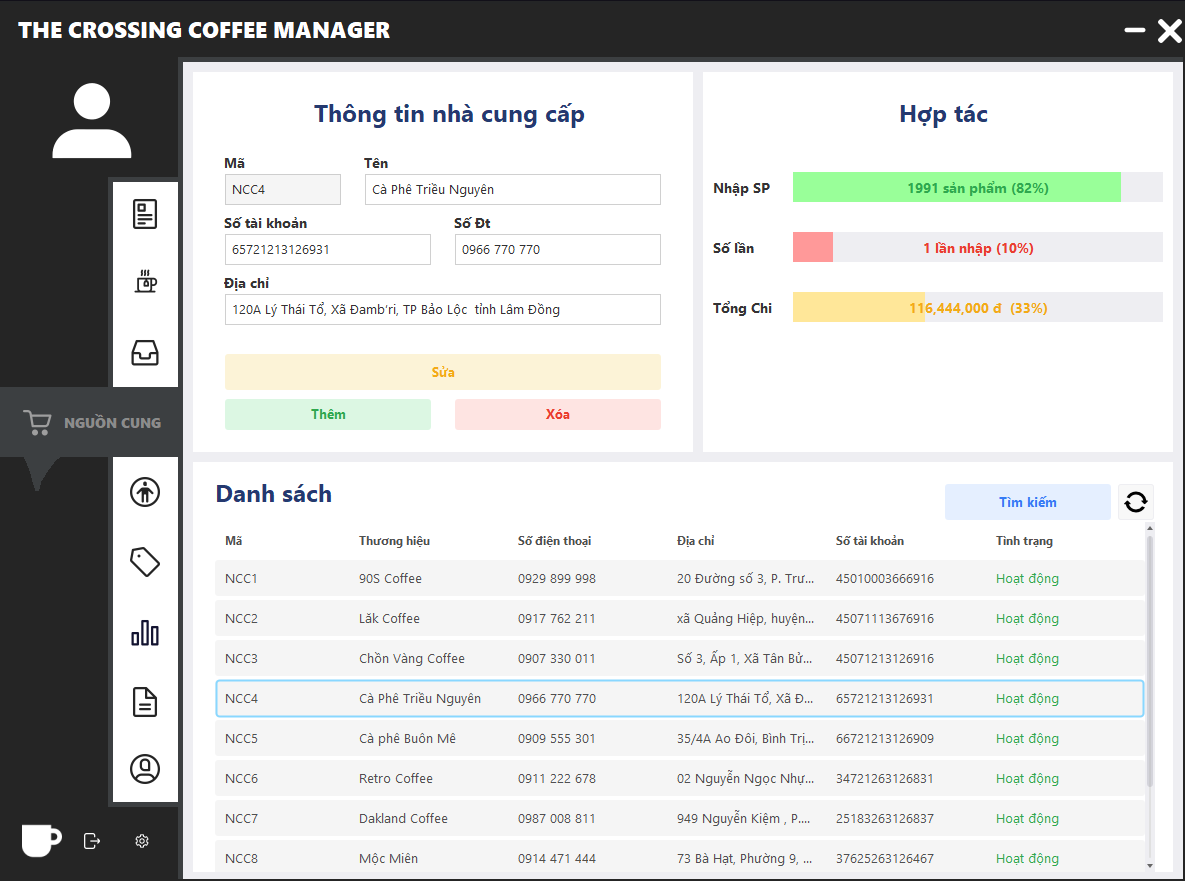 THE CROSSING COFFEE MANAGER
Thông tin nhà cung cấp
Mã Tên
NCC4 Cà Phê Triều Nguyên
Số tài khoản Số Đt
65721213126931 0966 770 770
Địa chỉ
120A Lý Thái Tổ, Xã Đamb'ri, TP Bảo Lộc tỉnh Lâm Đồng
Sửa
Thêm Xóa
Hợp tác
Nhập SP 1991 sản phẩm (82%)
Số lần 1 lần nhập (10%)
Tổng Chi 116,444,000 đ (33%)
NGUỒN CUNG
Danh sách
Tìm kiếm
Mã Thương hiệu Số điện thoại Địa chỉ Số tài khoản Tình trạng
NCC1 90S Coffee 0929 899 998 20 Đường số 3, P. Trư... 45010003666916 Hoạt động
NCC2 Lăk Coffee 0917 762 211 xã Quảng Hiệp, huyện... 45071113676916 Hoạt động
NCC3 Chồn Vàng Coffee 0907 330 011 Số 3, Ấp 1, Xã Tân Bử... 45071213126916 Hoạt động
NCC4 Cà Phê Triều Nguyên 0966 770 770 120A Lý Thái Tổ, Xã Đ... 65721213126931 Hoạt động
NCC5 Cà phê Buôn Mê 0909 555 301 35/4A Ao Đôi, Bình Trị... 66721213126909 Hoạt động
NCC6 Retro Coffee 0911 222 678 02 Nguyễn Ngọc Nhự... 34721263126831 Hoạt động
NCC7 Dakland Coffee 0987 008 811 949 Nguyễn Kiệm , P.... 25183263126837 Hoạt động
NCC8 Mộc Miên 0914 471 444 73 Bà Hạt, Phường 9, ... 37625263126467 Hoạt động